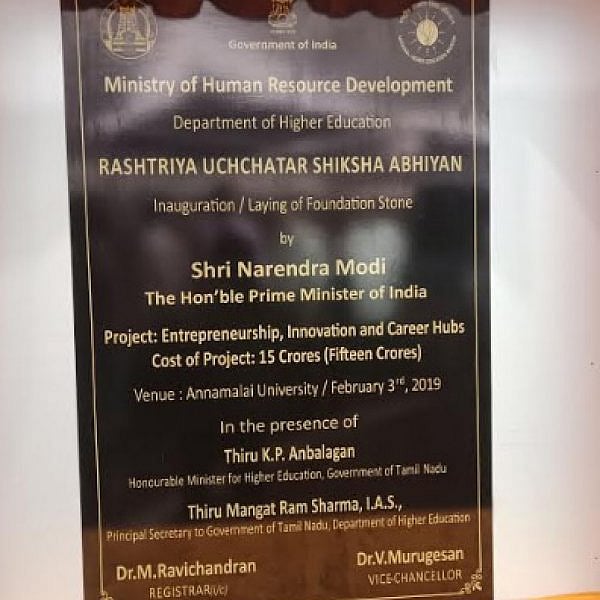 Government of India
Ministry of Human Resource Development
Department of Higher Education
RASHTRIYA UCHCHATAR SHIKSHA ABHIYAN
Inauguration / Laying of Foundation Stone
by
Shri Narendra Modi
The Hon'ble Prime Minister of India
Project: Entrepreneurship, Innovation and Career Hubs
Cost of Project: 15 Crores (Fifteen Crores)
Venue : Annamalai University / February 3rd, 2019
In the presence of
Thiru K.P. Anbalagan
Honourable Minister for Higher Education, Government of Tamil Nadu
Thiru Mangat Ram Sharma, I.A.S.,
Principal Secretary to Government of Tamil Nadu, Department of Higher Education
Dr.M.Ravichandran
REGISTRAR(i/c)
Dr.V.Murugesan
VICE-CHANCELLOR